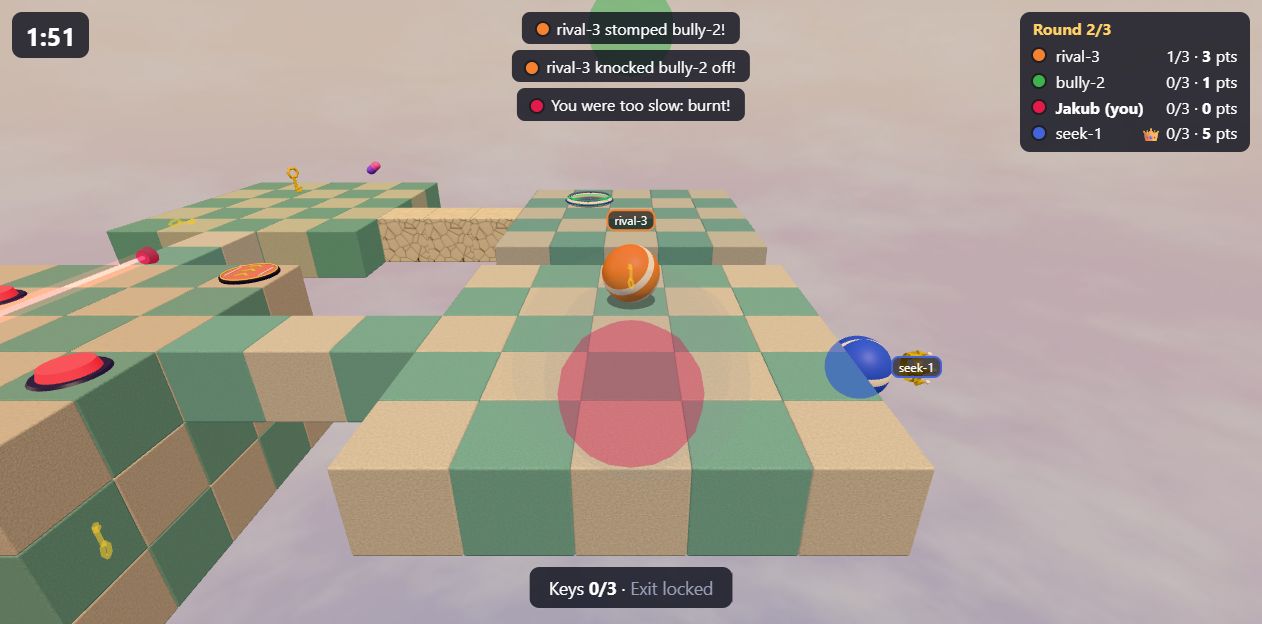 1:51
rival-3 stomped bully-2!
rival-3 knocked bully-2 off!
You were too slow: burnt!
Round 2/3
rival-3 1/3 · 3 pts
bully-2 0/3 · 1 pts
Jakub (you) 0/3 · 0 pts
seek-1 0/3 · 5 pts
rival-3
seek-1
Keys 0/3 · Exit locked